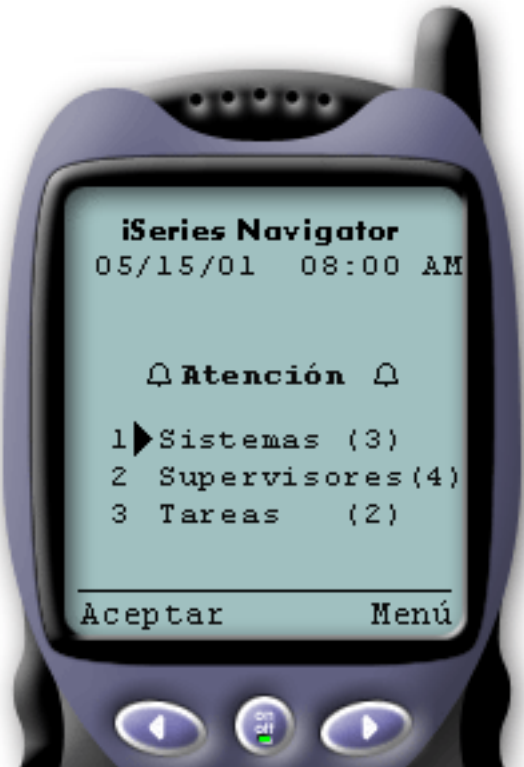 iSeries Navigator
05/15/01 08:00 AM
Atención
1 Sistemas (3)
2 Supervisores(4)
3 Tareas (2)
Aceptar Menú
on
off